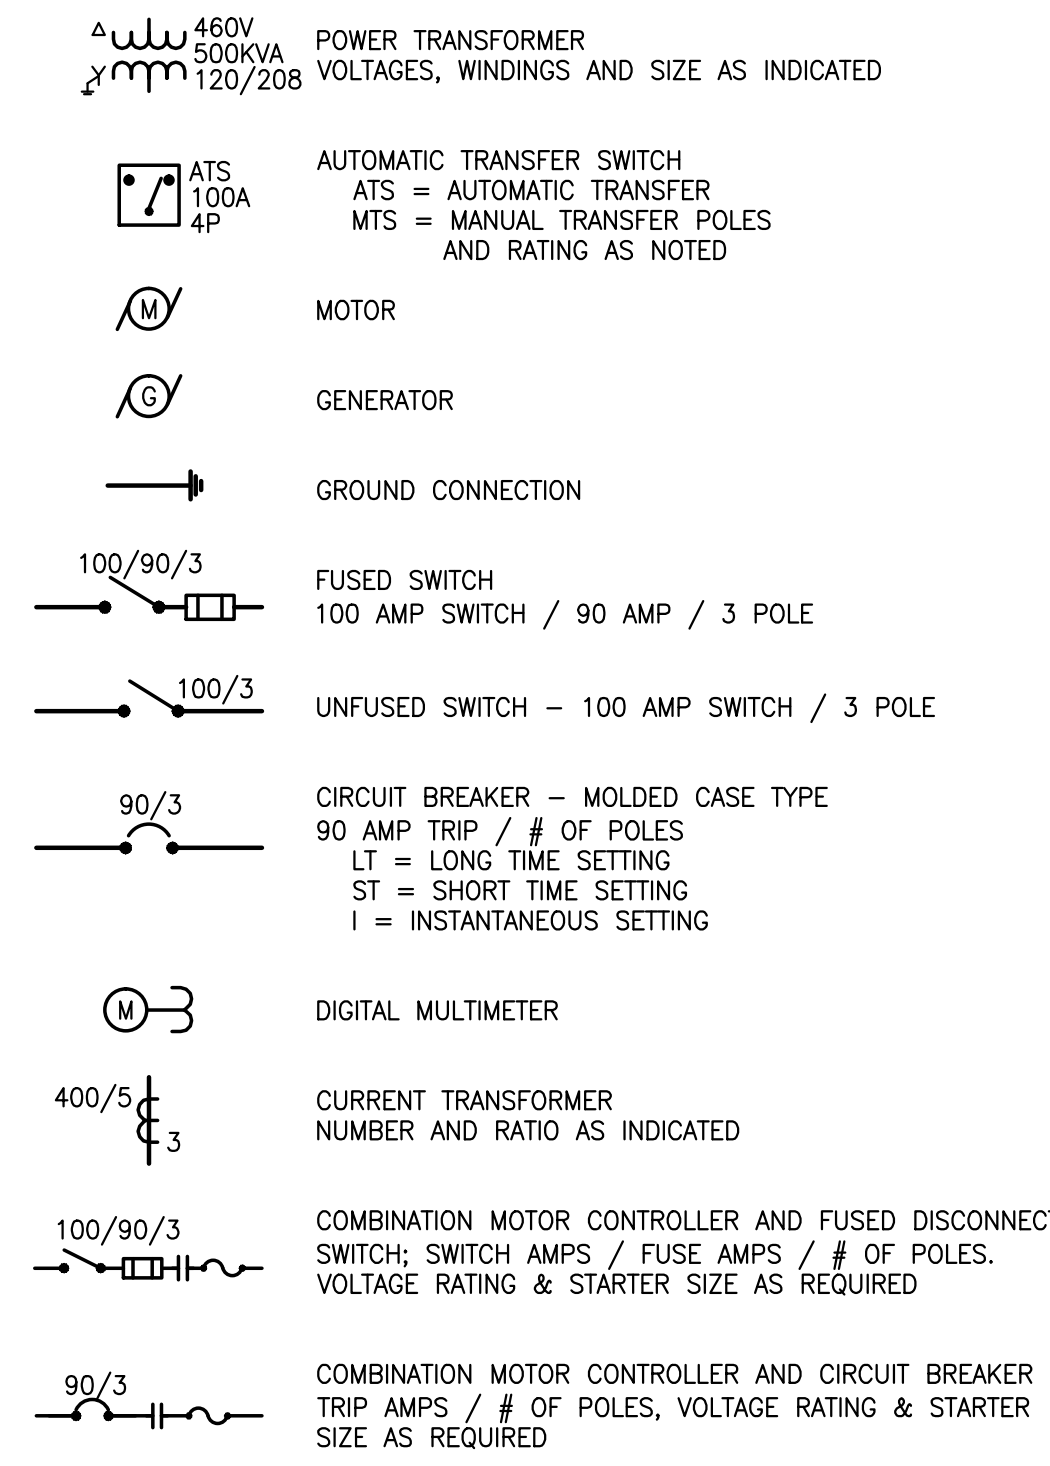 460V
500KVA
120/208
POWER TRANSFORMER
VOLTAGES, WINDINGS AND SIZE AS INDICATED
ATS
100A
4P
AUTOMATIC TRANSFER SWITCH
ATS = AUTOMATIC TRANSFER
MTS = MANUAL TRANSFER POLES
AND RATING AS NOTED
M
MOTOR
G
GENERATOR
GROUND CONNECTION
100/90/3
FUSED SWITCH
100 AMP SWITCH / 90 AMP / 3 POLE
100/3
UNFUSED SWITCH – 100 AMP SWITCH / 3 POLE
90/3
CIRCUIT BREAKER – MOLDED CASE TYPE
90 AMP TRIP / # OF POLES
LT = LONG TIME SETTING
ST = SHORT TIME SETTING
I = INSTANTANEOUS SETTING
M
DIGITAL MULTIMETER
400/5
3
CURRENT TRANSFORMER
NUMBER AND RATIO AS INDICATED
100/90/3
COMBINATION MOTOR CONTROLLER AND FUSED DISCONNECT
SWITCH; SWITCH AMPS / FUSE AMPS / # OF POLES.
VOLTAGE RATING & STARTER SIZE AS REQUIRED
90/3
COMBINATION MOTOR CONTROLLER AND CIRCUIT BREAKER
TRIP AMPS / # OF POLES, VOLTAGE RATING & STARTER
SIZE AS REQUIRED